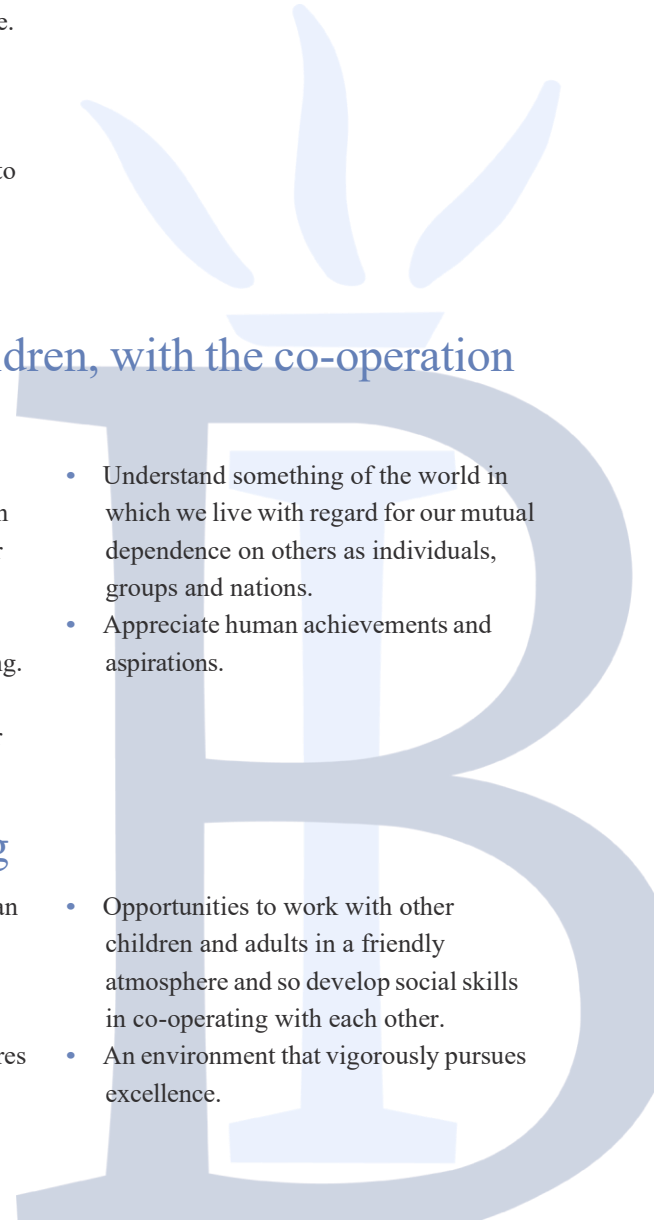 e.
to
dren, with the co-operation
• Understand something of the world in
which we live with regard for our mutual
dependence on others as individuals,
groups and nations.
• Appreciate human achievements and
aspirations.
g.
g
an
• Opportunities to work with other
children and adults in a friendly
atmosphere and so develop social skills
in co-operating with each other.
res
• An environment that vigorously pursues
excellence.
B
I